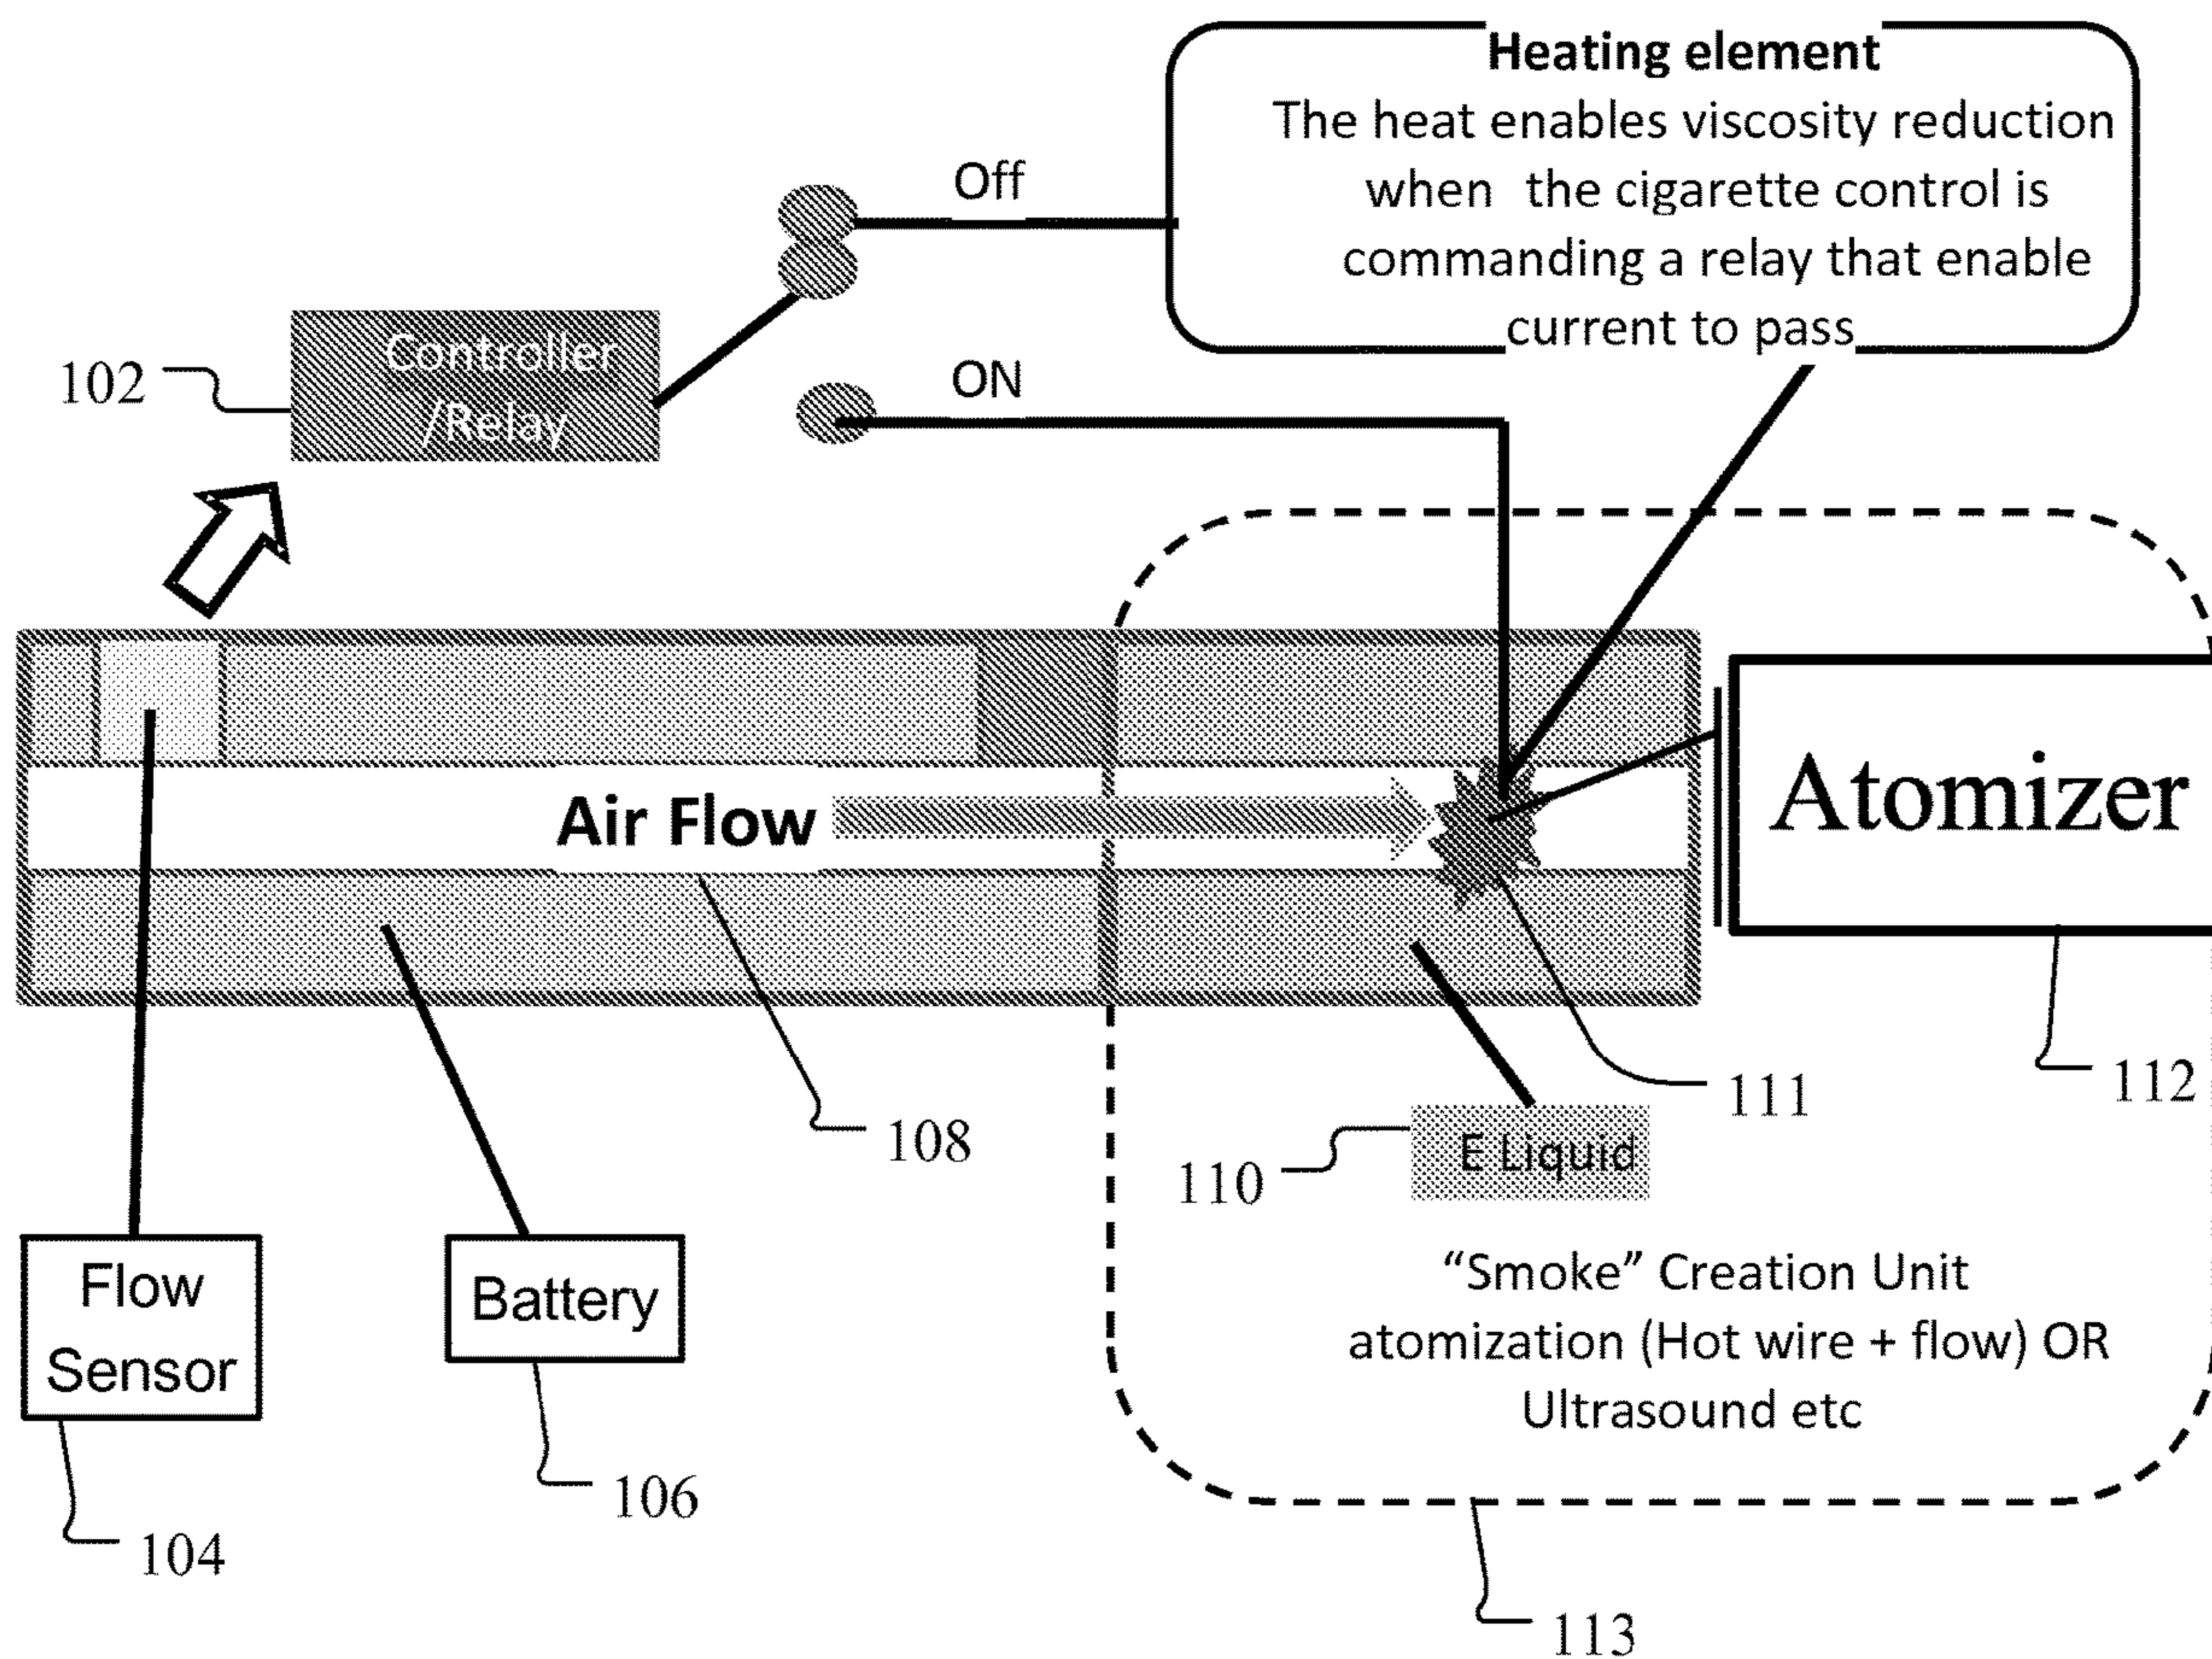 Heating element
The heat enables viscosity reduction
when the cigarette control is
commanding a relay that enable
current to pass
Off
ON
102
Controller
/Relay
Air Flow
Atomizer
108
111
112
110
E Liquid
Flow
Sensor
Battery
"Smoke" Creation Unit
atomization (Hot wire + flow) OR
Ultrasound etc
104
106
113